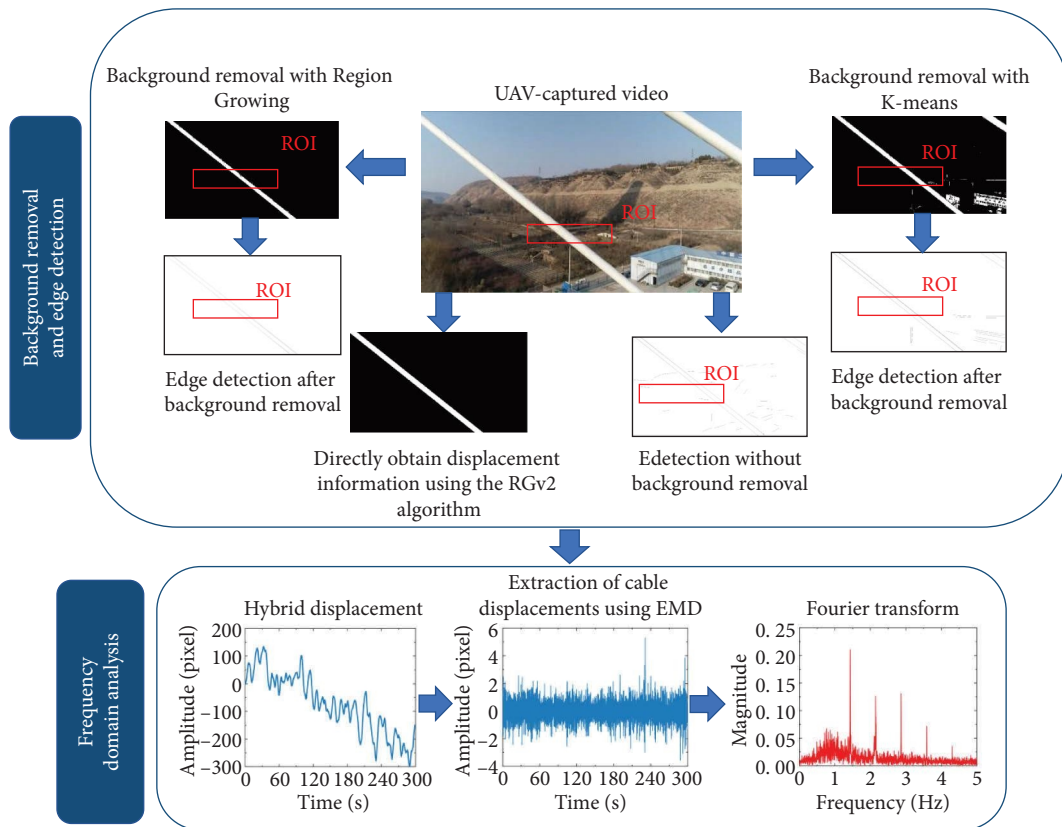 Background removal
and edge detection
Background removal with Region
Growing
ROI
ROI
Edge detection after
background removal
UAV-captured video
ROI
Directly obtain displacement
information using the RGv2
algorithm
ROI
Edetection without
background removal
Background removal with
K-means
ROI
ROI
Edge detection after
background removal
Frequency
domain analysis
Hybrid displacement
Amplitude (pixel)
200
100
0
−100
−200
−300
0 60 120 180 240 300
Time (s)
Extraction of cable
displacements using EMD
Amplitude (pixel)
6
4
2
0
−2
−4
0 60 120 180 240 300
Time (s)
Fourier transform
Magnitude
0. 25
0. 20
0. 15
0. 10
0. 05
0. 00
0 1 2 3 4 5
Frequency (Hz)